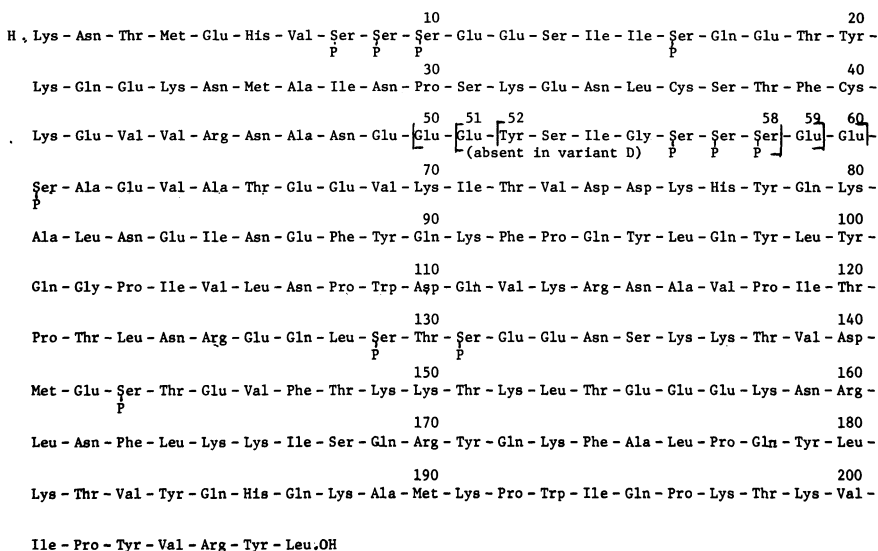 10 20
H. Lys - Asn - Thr - Met - Glu - His - Val - Ser - Ser - Ser - Glu - Glu - Ser - Ile - Ile - Ser - Gln - Glu - Thr - Tyr -
P P P P
30 40
Lys - Gln - Glu - Lys - Asn - Met - Ala - Ile - Asn - Pro - Ser - Lys - Glu - Asn - Leu - Cys - Ser - Thr - Phe - Cys -
50 51 52 58 59 60
Lys - Glu - Val - Val - Arg - Asn - Ala - Asn - Glu - [Glu - [Glu - [Tyr - Ser - Ile - Gly - Ser - Ser - Ser] - Glu] - Glu] -
(absent in variant D) P P P
70 80
Ser - Ala - Glu - Val - Ala - Thr - Glu - Glu - Val - Lys - Ile - Thr - Val - Asp - Asp - Lys - His - Tyr - Gln - Lys -
P
90 100
Ala - Leu - Asn - Glu - Ile - Asn - Glu - Phe - Tyr - Gln - Lys - Phe - Pro - Gln - Tyr - Leu - Gln - Tyr - Leu - Tyr -
110 120
Gln - Gly - Pro - Ile - Val - Leu - Asn - Pro - Trp - Asp - Gln - Val - Lys - Arg - Asn - Ala - Val - Pro - Ile - Thr -
130 140
Pro - Thr - Leu - Asn - Arg - Glu - Gln - Leu - Ser - Thr - Ser - Glu - Glu - Asn - Ser - Lys - Lys - Thr - Val - Asp -
P P
150 160
Met - Glu - Ser - Thr - Glu - Val - Phe - Thr - Lys - Lys - Thr - Lys - Leu - Thr - Glu - Glu - Glu - Lys - Asn - Arg -
P
170 180
Leu - Asn - Phe - Leu - Lys - Lys - Ile - Ser - Gln - Arg - Tyr - Gln - Lys - Phe - Ala - Leu - Pro - Gln - Tyr - Leu -
190 200
Lys - Thr - Val - Tyr - Gln - His - Gln - Lys - Ala - Met - Lys - Pro - Trp - Ile - Gln - Pro - Lys - Thr - Lys - Val -
Ile - Pro - Tyr - Val - Arg - Tyr - Leu.OH